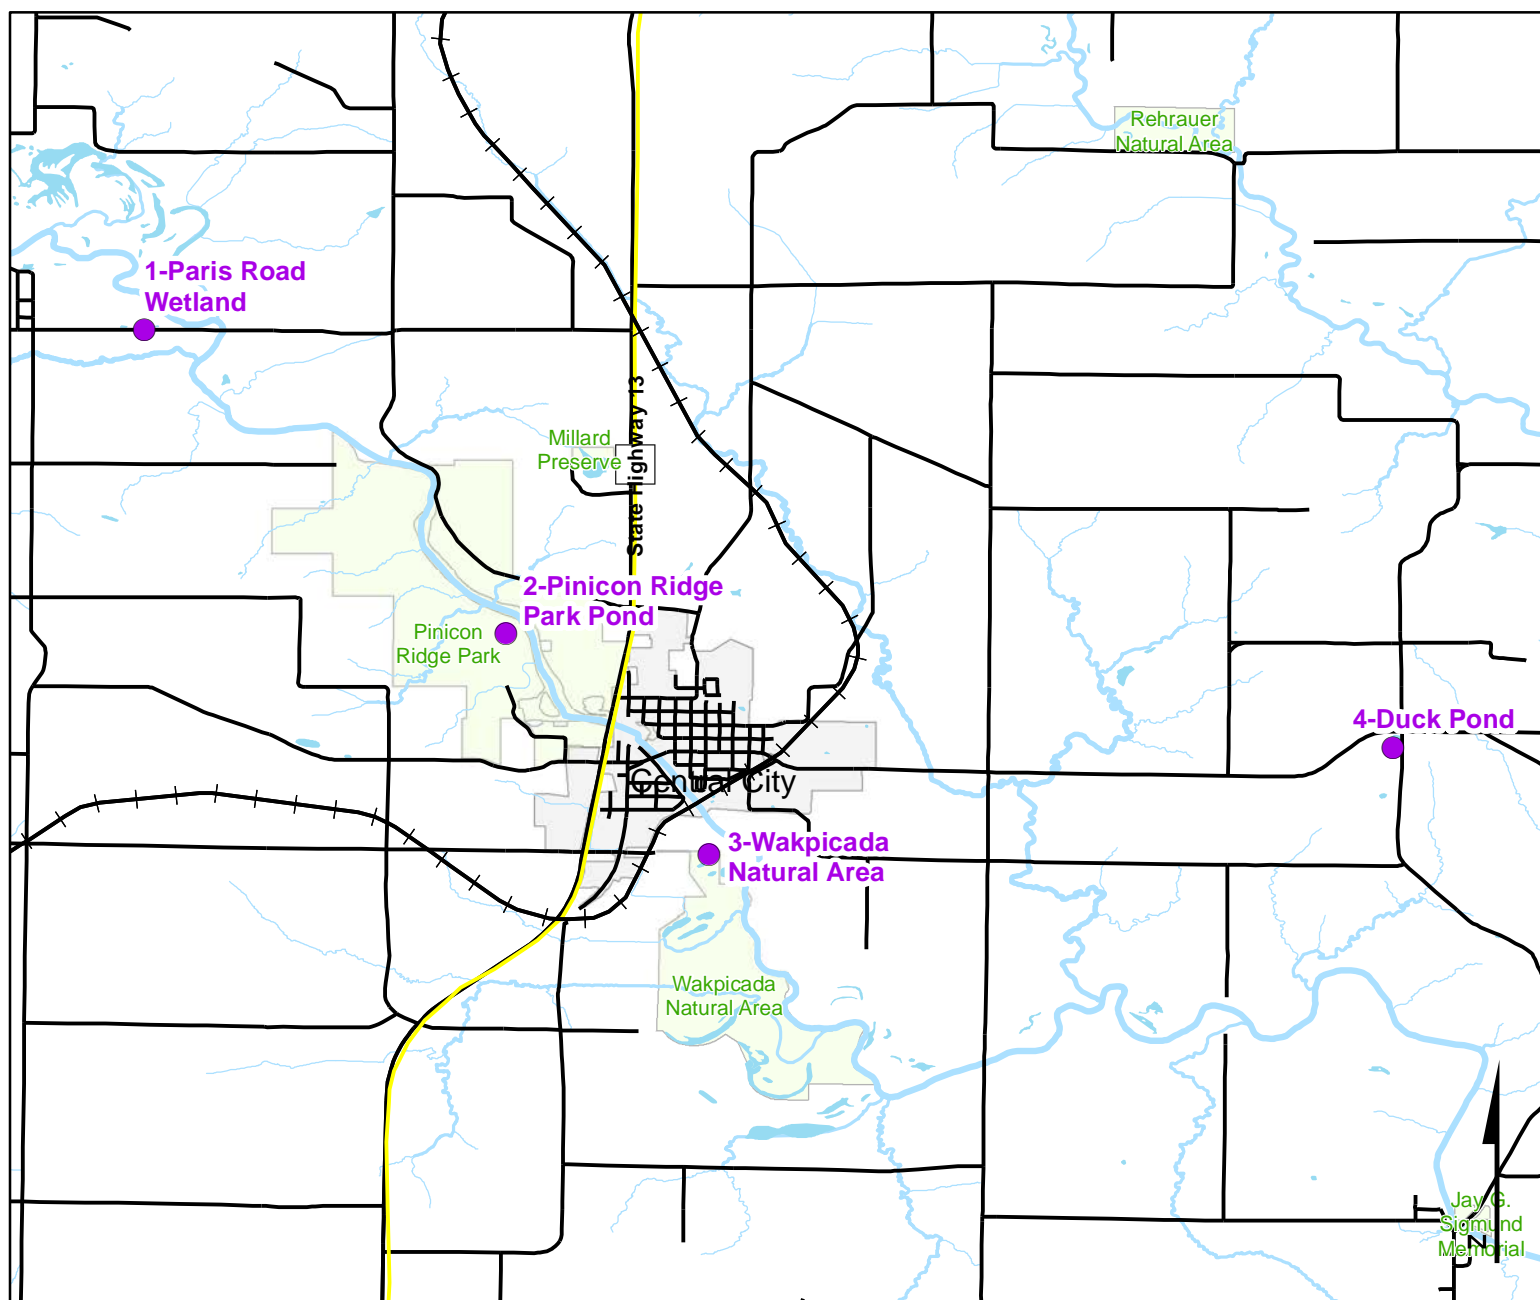 Rehrauer
Natural Area
1-Paris Road
Wetland
State Highway 13
Millard
Preserve
2-Pinicon Ridge
Park Pond
Pinicon
Ridge Park
4-Duck Pond
Central City
3-Wakpicada
Natural Area
Wakpicada
Natural Area
Jay G.
Sigmund
Memorial
N